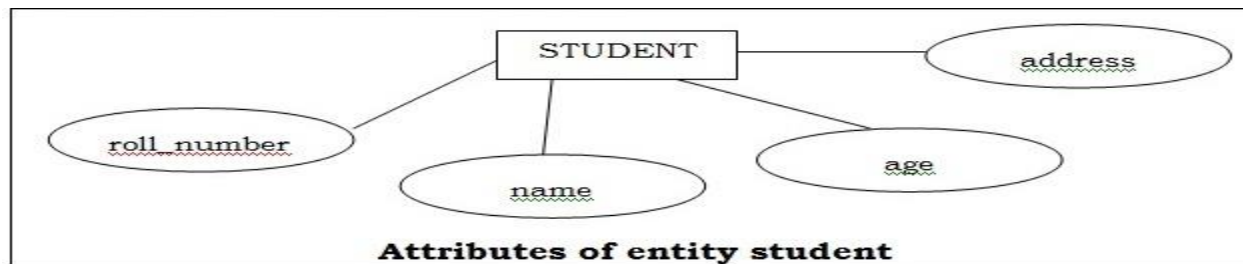 STUDENT
address
roll_number
name
age
Attributes of entity student